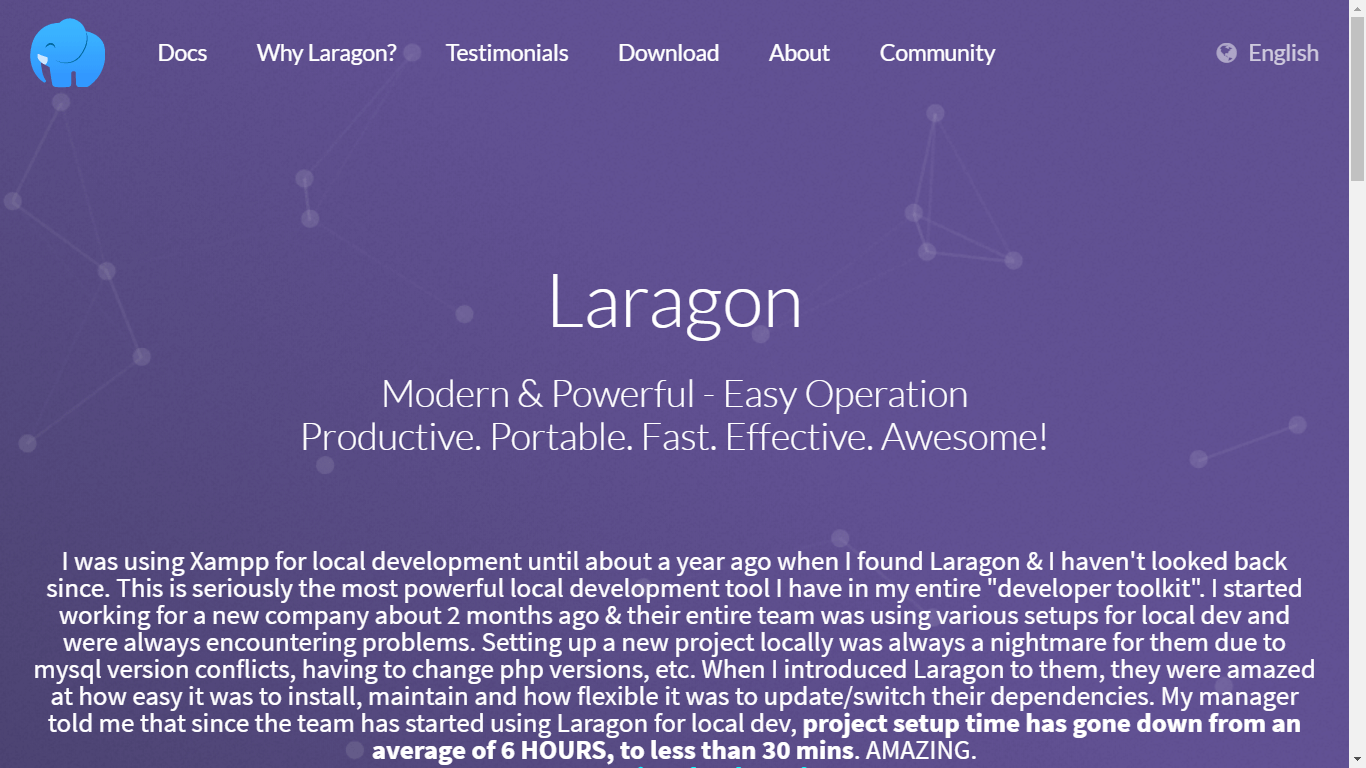 Docs Why Laragon? Testimonials Download About Community English
Laragon
Modern & Powerful - Easy Operation
Productive. Portable. Fast. Effective. Awesome!
I was using Xampp for local development until about a year ago when I found Laragon & I haven't looked back
since. This is seriously the most powerful local development tool I have in my entire "developer toolkit". I started
working for a new company about 2 months ago & their entire team was using various setups for local dev and
were always encountering problems. Setting up a new project locally was always a nightmare for them due to
mysql version conflicts, having to change php versions, etc. When I introduced Laragon to them, they were amazed
at how easy it was to install, maintain and how flexible it was to update/switch their dependencies. My manager
told me that since the team has started using Laragon for local dev, project setup time has gone down from an
average of 6 HOURS, to less than 30 mins. AMAZING.